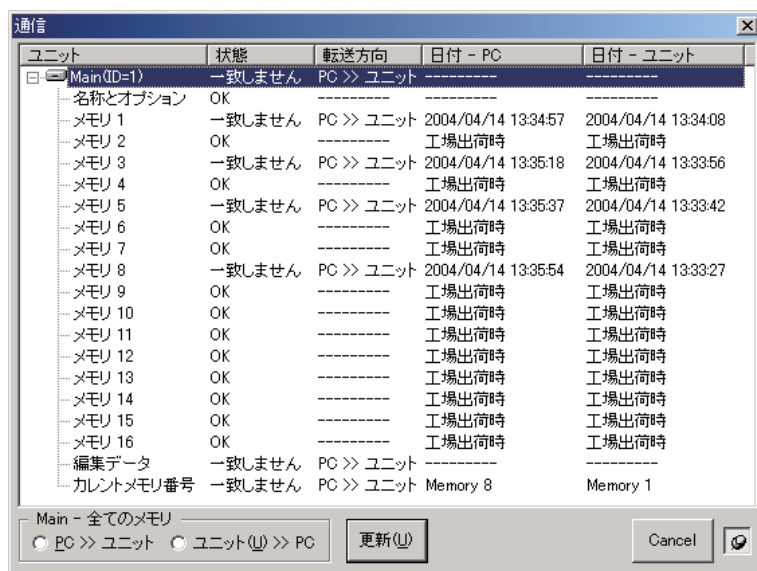 通信
ユニット 状態 転送方向 日付 - PC 日付 - ユニット
Main(ID=1) 一致しません PC >> ユニット --------- ---------
名称とオプション OK --------- --------- ---------
メモリ 1 一致しません PC >> ユニット 2004/04/14 13:34:57 2004/04/14 13:34:08
メモリ 2 OK --------- 工場出荷時 工場出荷時
メモリ 3 一致しません PC >> ユニット 2004/04/14 13:35:18 2004/04/14 13:33:56
メモリ 4 OK --------- 工場出荷時 工場出荷時
メモリ 5 一致しません PC >> ユニット 2004/04/14 13:35:37 2004/04/14 13:33:42
メモリ 6 OK --------- 工場出荷時 工場出荷時
メモリ 7 OK --------- 工場出荷時 工場出荷時
メモリ 8 一致しません PC >> ユニット 2004/04/14 13:35:54 2004/04/14 13:33:27
メモリ 9 OK --------- 工場出荷時 工場出荷時
メモリ 10 OK --------- 工場出荷時 工場出荷時
メモリ 11 OK --------- 工場出荷時 工場出荷時
メモリ 12 OK --------- 工場出荷時 工場出荷時
メモリ 13 OK --------- 工場出荷時 工場出荷時
メモリ 14 OK --------- 工場出荷時 工場出荷時
メモリ 15 OK --------- 工場出荷時 工場出荷時
メモリ 16 OK --------- 工場出荷時 工場出荷時
編集データ 一致しません PC >> ユニット --------- ---------
カレントメモリ番号 一致しません PC >> ユニット Memory 8 Memory 1
Main - 全てのメモリ
PC >> ユニット ユニット(U) >> PC 更新(U) Cancel